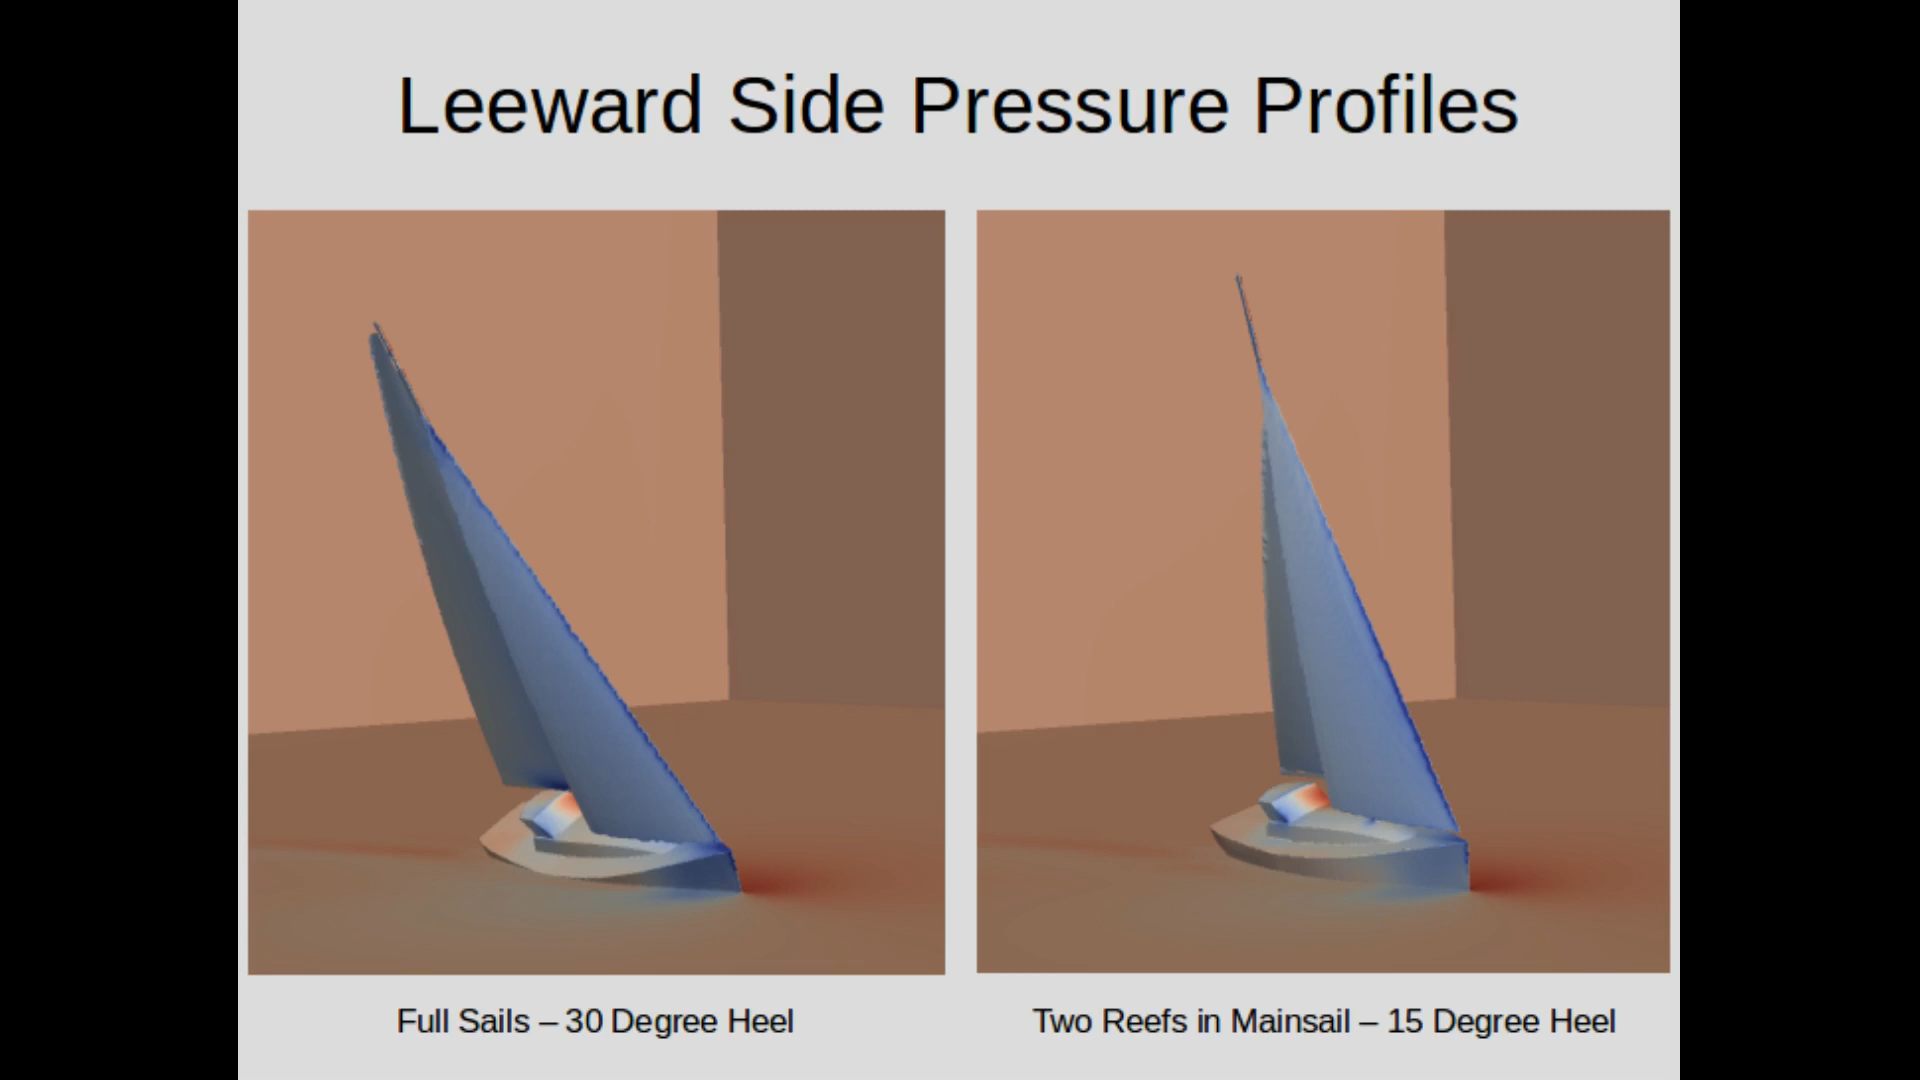 Leeward Side Pressure Profiles
Full Sails – 30 Degree Heel
Two Reefs in Mainsail – 15 Degree Heel